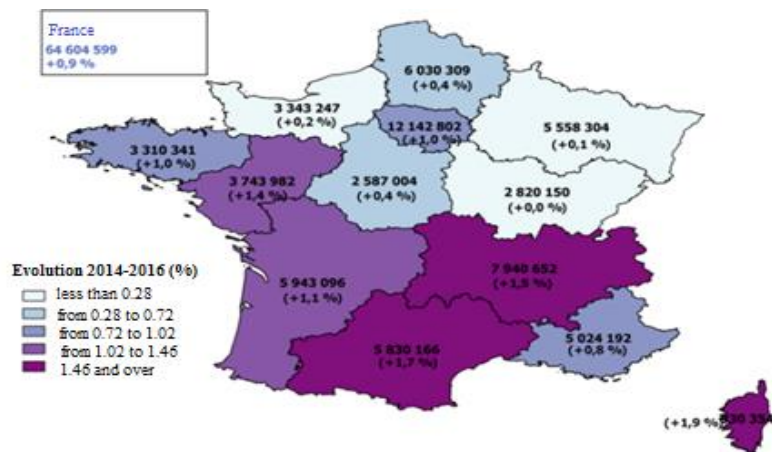 France
64 604 599
+0,9 %
6 030 309
(+0,4 %)
3 343 247
(+0,2 %)
12 142 802
(+1,0 %)
5 558 304
(+0,1 %)
3 310 341
(+1,0 %)
3 743 982
(+1,4 %)
2 587 004
(+0,4 %)
2 820 150
(+0,0 %)
Evolution 2014-2016 (%)
less than 0.28
from 0.28 to 0.72
from 0.72 to 1.02
from 1.02 to 1.46
1.46 and over
5 943 096
(+1,1 %)
7 940 652
(+1,5 %)
5 830 166
(+1,7 %)
5 024 192
(+0,8 %)
(+1,9 %)